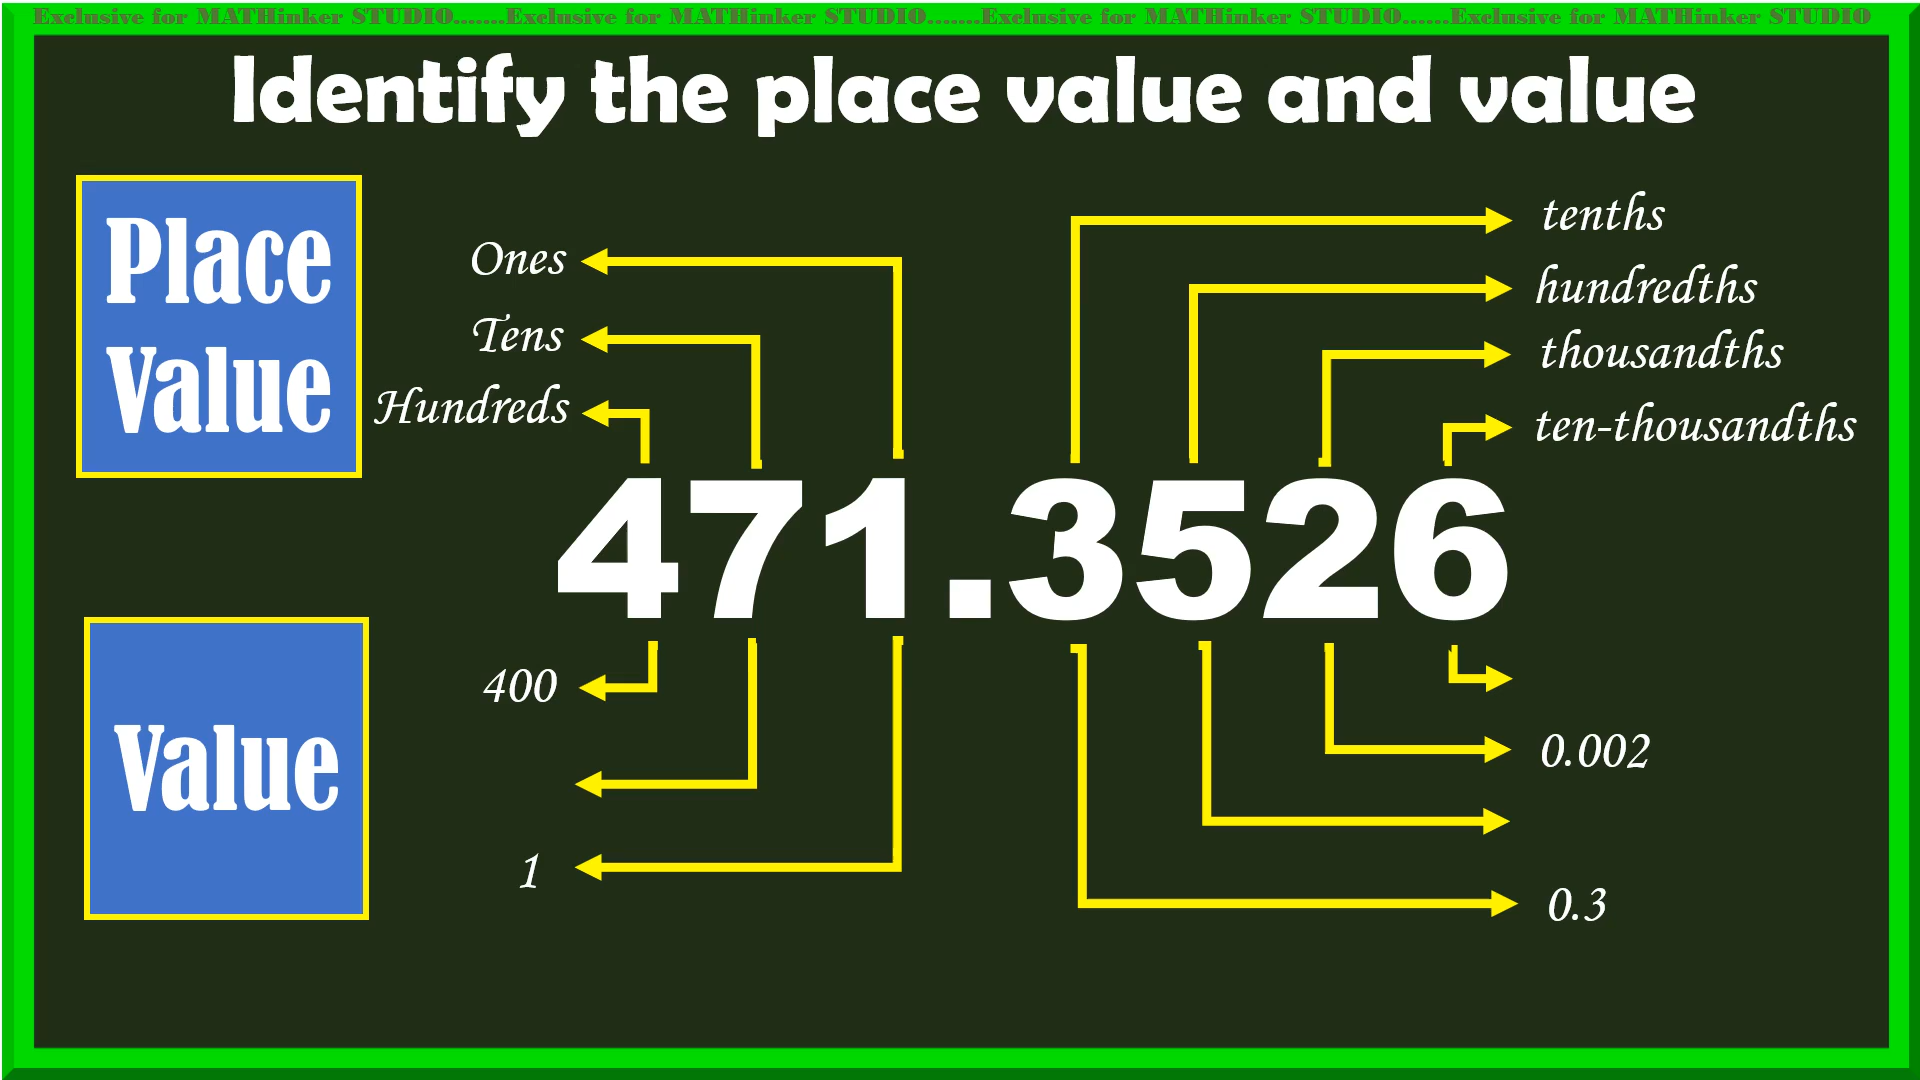 Exclusive for MATHinker STUDIO.......Exclusive for MATHinker STUDIO.......Exclusive for MATHinker STUDIO......Exclusive for MATHinker STUDIO
Identify the place value and value
Place
Value
Ones
Tens
Hundreds
tenths
hundredths
thousandths
ten-thousandths
471.3526
Value
400
1
0.002
0.3